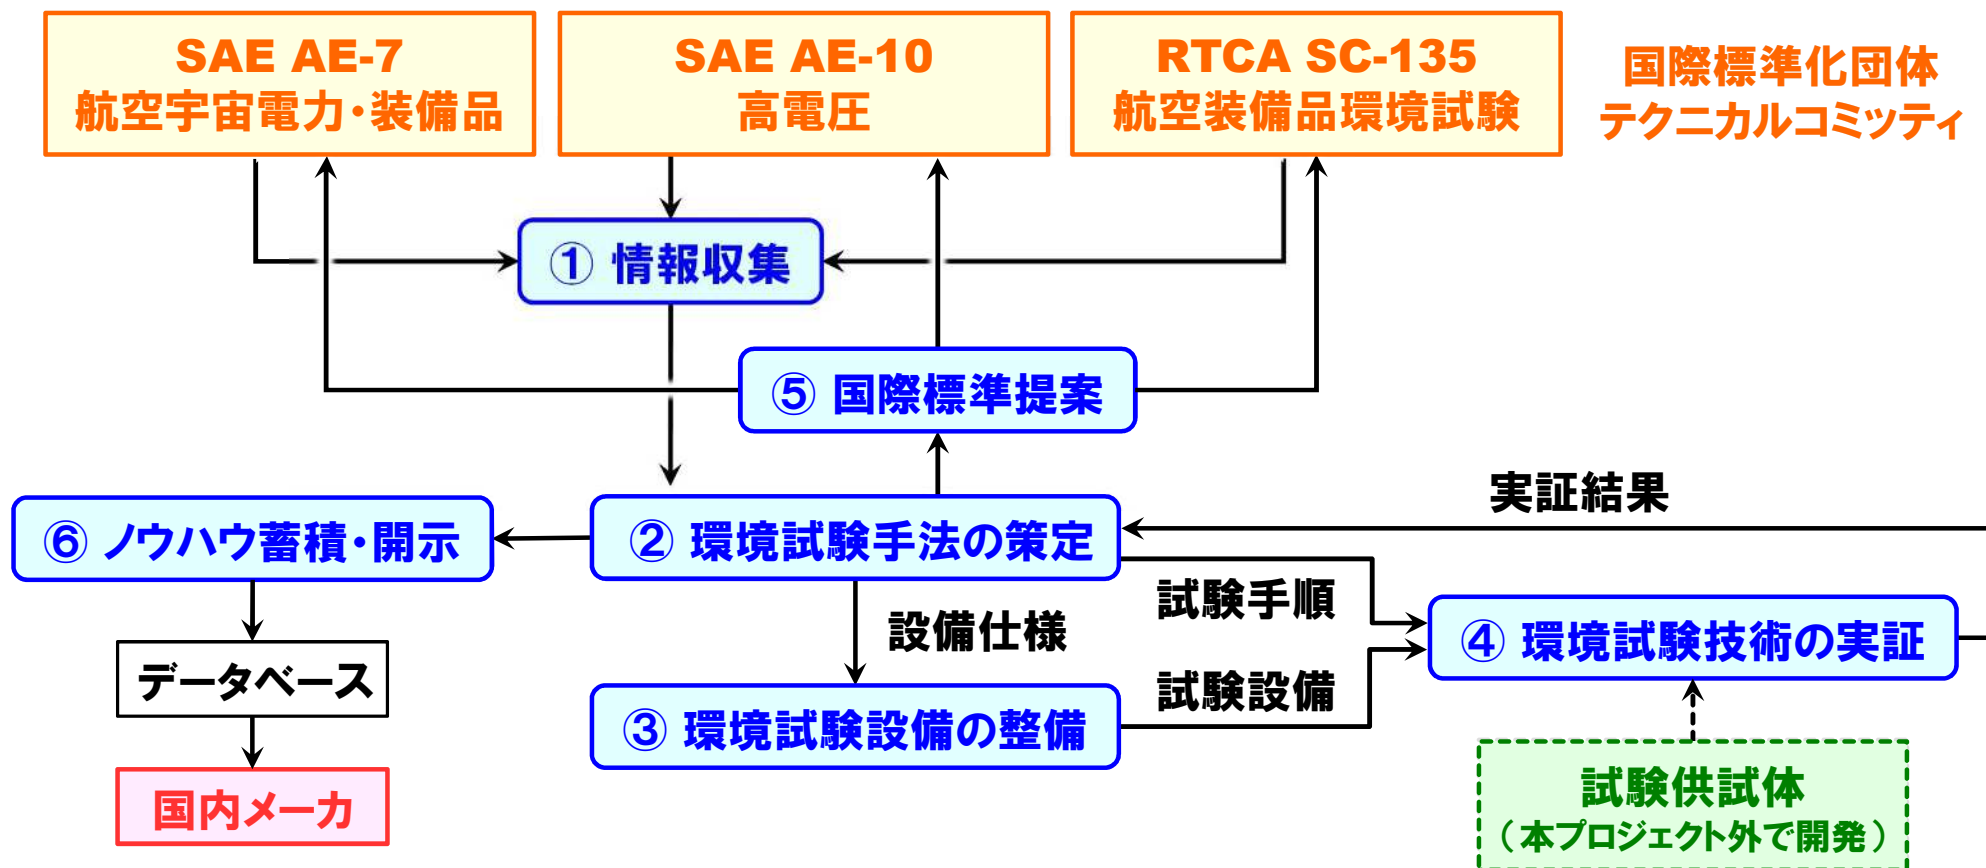 SAE AE-7
航空宇宙電力・装備品
SAE AE-10
高電圧
RTCA SC-135
航空装備品環境試験
国際標準化団体
テクニカルコミッティ
① 情報収集
⑤ 国際標準提案
実証結果
⑥ ノウハウ蓄積・開示
② 環境試験手法の策定
試験手順
設備仕様
④ 環境試験技術の実証
データベース
試験設備
③ 環境試験設備の整備
国内メーカ
試験供試体
（本プロジェクト外で開発）